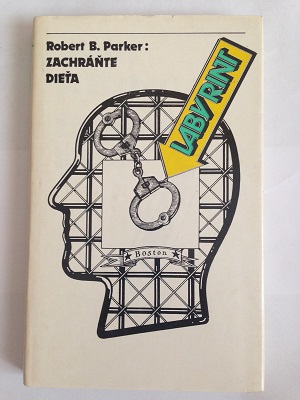 Robert B. Parker:
ZACHRÁŇTE
DIEŤA
LABYRINT
Boston